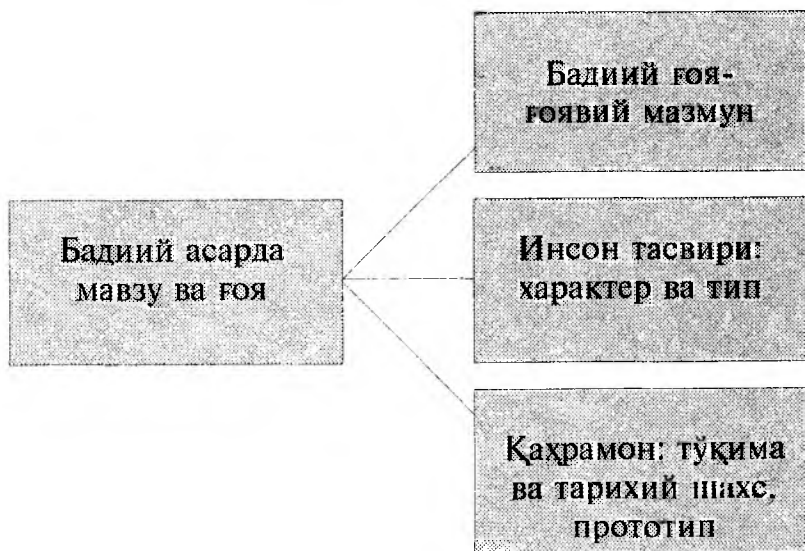 Бадиий асарда
мавзу ва ғоя
Бадиий ғоя-
ғоявий мазмун
Инсон тасвири:
характер ва тип
Қаҳрамон: тўқима
ва тарихий шахс,
прототип